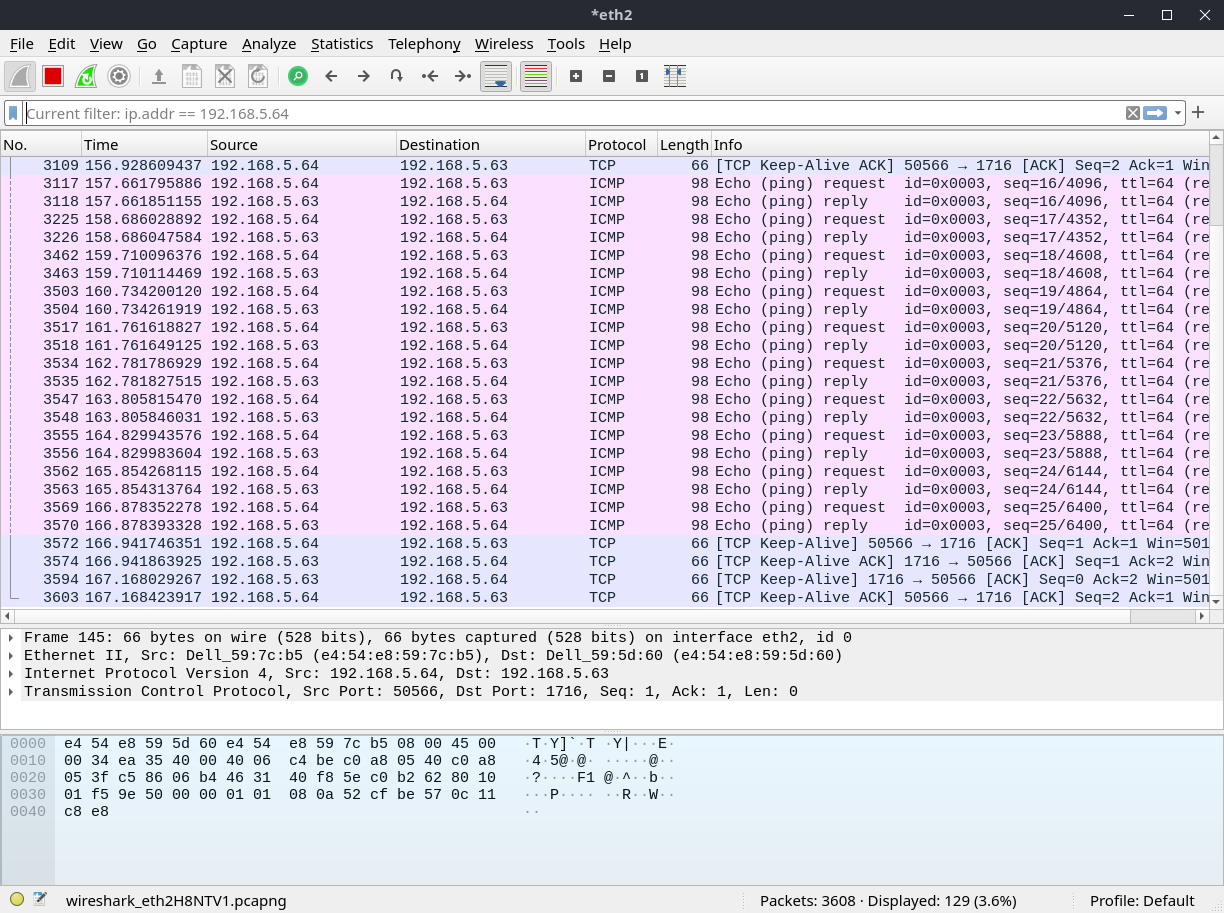 *eth2
File Edit View Go Capture Analyze Statistics Telephony Wireless Tools Help
Current filter: ip.addr == 192.168.5.64
No. Time Source Destination Protocol Length Info
3109 156.928609437 192.168.5.64 192.168.5.63 TCP 66 [TCP Keep-Alive ACK] 50566 → 1716 [ACK] Seq=2 Ack=1 Win
3117 157.661795886 192.168.5.64 192.168.5.63 ICMP 98 Echo (ping) request id=0x0003, seq=16/4096, ttl=64 (re
3118 157.661851155 192.168.5.63 192.168.5.64 ICMP 98 Echo (ping) reply id=0x0003, seq=16/4096, ttl=64 (re
3225 158.686028892 192.168.5.64 192.168.5.63 ICMP 98 Echo (ping) request id=0x0003, seq=17/4352, ttl=64 (re
3226 158.686047584 192.168.5.63 192.168.5.64 ICMP 98 Echo (ping) reply id=0x0003, seq=17/4352, ttl=64 (re
3462 159.710096376 192.168.5.64 192.168.5.63 ICMP 98 Echo (ping) request id=0x0003, seq=18/4608, ttl=64 (re
3463 159.710114469 192.168.5.63 192.168.5.64 ICMP 98 Echo (ping) reply id=0x0003, seq=18/4608, ttl=64 (re
3503 160.734200120 192.168.5.64 192.168.5.63 ICMP 98 Echo (ping) request id=0x0003, seq=19/4864, ttl=64 (re
3504 160.734261919 192.168.5.63 192.168.5.64 ICMP 98 Echo (ping) reply id=0x0003, seq=19/4864, ttl=64 (re
3517 161.761618827 192.168.5.64 192.168.5.63 ICMP 98 Echo (ping) request id=0x0003, seq=20/5120, ttl=64 (re
3518 161.761649125 192.168.5.63 192.168.5.64 ICMP 98 Echo (ping) reply id=0x0003, seq=20/5120, ttl=64 (re
3534 162.781786929 192.168.5.64 192.168.5.63 ICMP 98 Echo (ping) request id=0x0003, seq=21/5376, ttl=64 (re
3535 162.781827515 192.168.5.63 192.168.5.64 ICMP 98 Echo (ping) reply id=0x0003, seq=21/5376, ttl=64 (re
3547 163.805815470 192.168.5.64 192.168.5.63 ICMP 98 Echo (ping) request id=0x0003, seq=22/5632, ttl=64 (re
3548 163.805846031 192.168.5.63 192.168.5.64 ICMP 98 Echo (ping) reply id=0x0003, seq=22/5632, ttl=64 (re
3555 164.829943576 192.168.5.64 192.168.5.63 ICMP 98 Echo (ping) request id=0x0003, seq=23/5888, ttl=64 (re
3556 164.829983604 192.168.5.63 192.168.5.64 ICMP 98 Echo (ping) reply id=0x0003, seq=23/5888, ttl=64 (re
3562 165.854268115 192.168.5.64 192.168.5.63 ICMP 98 Echo (ping) request id=0x0003, seq=24/6144, ttl=64 (re
3563 165.854313764 192.168.5.63 192.168.5.64 ICMP 98 Echo (ping) reply id=0x0003, seq=24/6144, ttl=64 (re
3569 166.878352278 192.168.5.64 192.168.5.63 ICMP 98 Echo (ping) request id=0x0003, seq=25/6400, ttl=64 (re
3570 166.878393328 192.168.5.63 192.168.5.64 ICMP 98 Echo (ping) reply id=0x0003, seq=25/6400, ttl=64 (re
3572 166.941746351 192.168.5.64 192.168.5.63 TCP 66 [TCP Keep-Alive] 50566 → 1716 [ACK] Seq=1 Ack=1 Win=501
3574 166.941863925 192.168.5.63 192.168.5.64 TCP 66 [TCP Keep-Alive ACK] 1716 → 50566 [ACK] Seq=1 Ack=2 Win
3594 167.168029267 192.168.5.63 192.168.5.64 TCP 66 [TCP Keep-Alive] 1716 → 50566 [ACK] Seq=0 Ack=2 Win=501
3603 167.168423917 192.168.5.64 192.168.5.63 TCP 66 [TCP Keep-Alive ACK] 50566 → 1716 [ACK] Seq=2 Ack=1 Win
Frame 145: 66 bytes on wire (528 bits), 66 bytes captured (528 bits) on interface eth2, id 0
Ethernet II, Src: Dell_59:7c:b5 (e4:54:e8:59:7c:b5), Dst: Dell_59:5d:60 (e4:54:e8:59:5d:60)
Internet Protocol Version 4, Src: 192.168.5.64, Dst: 192.168.5.63
Transmission Control Protocol, Src Port: 50566, Dst Port: 1716, Seq: 1, Ack: 1, Len: 0
0000 e4 54 e8 59 5d 60 e4 54 e8 59 7c b5 08 00 45 00 ·T·Y]`·T ·Y|···E·
0010 00 34 ea 35 40 00 40 06 c4 be c0 a8 05 40 c0 a8 ·4·5@·@· ·····@··
0020 05 3f c5 86 06 b4 46 31 40 f8 5e c0 b2 62 80 10 ·?····F1 @·^··b··
0030 01 f5 9e 50 00 00 01 01 08 0a 52 cf be 57 0c 11 ···P···· ··R··W··
0040 c8 e8 ··
wireshark_eth2H8NTV1.pcapng Packets: 3608 · Displayed: 129 (3.6%) Profile: Default